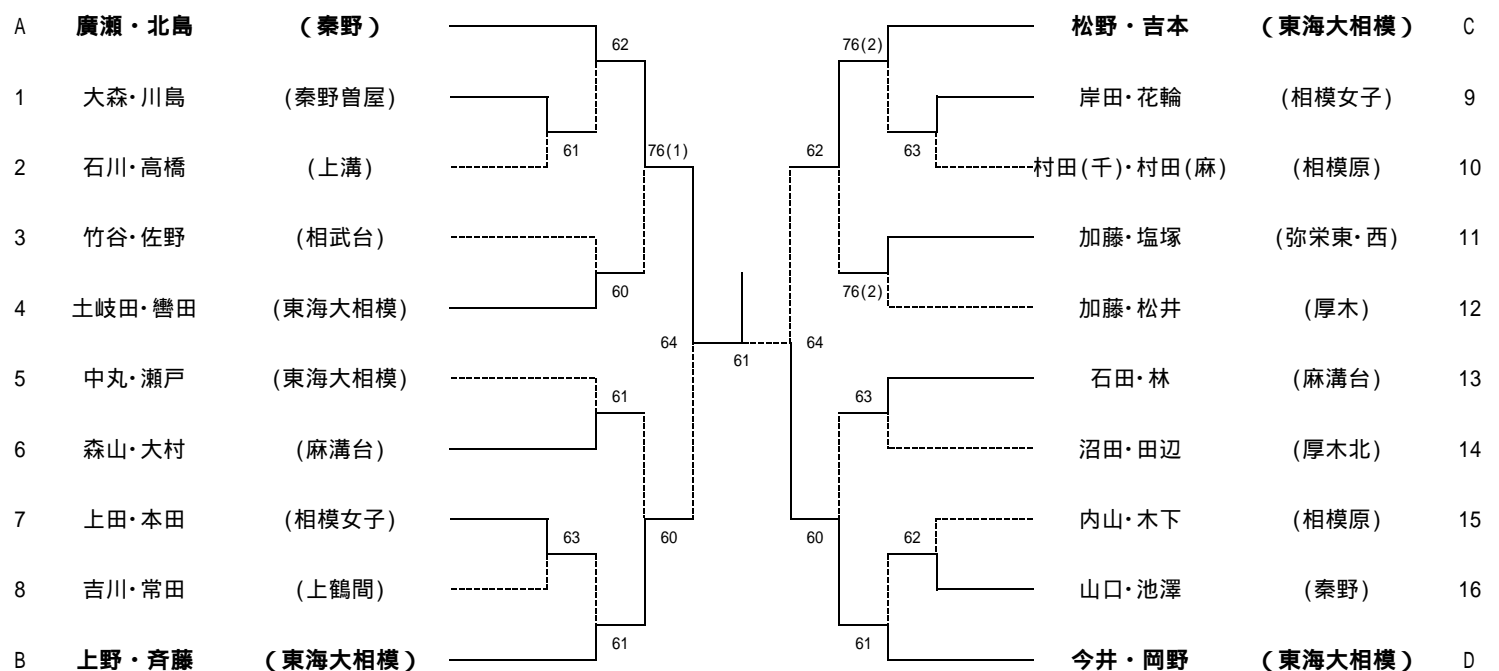 A 廣瀬・北島 (秦野)
62
1 大森・川島 (秦野曽屋)
61
2 石川・高橋 (上溝)
76(1)
3 竹谷・佐野 (相武台)
60
4 土岐田・轡田 (東海大相模)
64
5 中丸・瀬戸 (東海大相模)
61
6 森山・大村 (麻溝台)
7 上田・本田 (相模女子)
63
60
8 吉川・常田 (上鶴間)
61
B 上野・斉藤 (東海大相模)
61
松野・吉本 (東海大相模) C
76(2)
岸田・花輪 (相模女子) 9
63
村田(千)・村田(麻) (相模原) 10
62
加藤・塩塚 (弥栄東・西) 11
76(2)
加藤・松井 (厚木) 12
64
石田・林 (麻溝台) 13
63
沼田・田辺 (厚木北) 14
内山・木下 (相模原) 15
62
60
山口・池澤 (秦野) 16
61
今井・岡野 (東海大相模) D